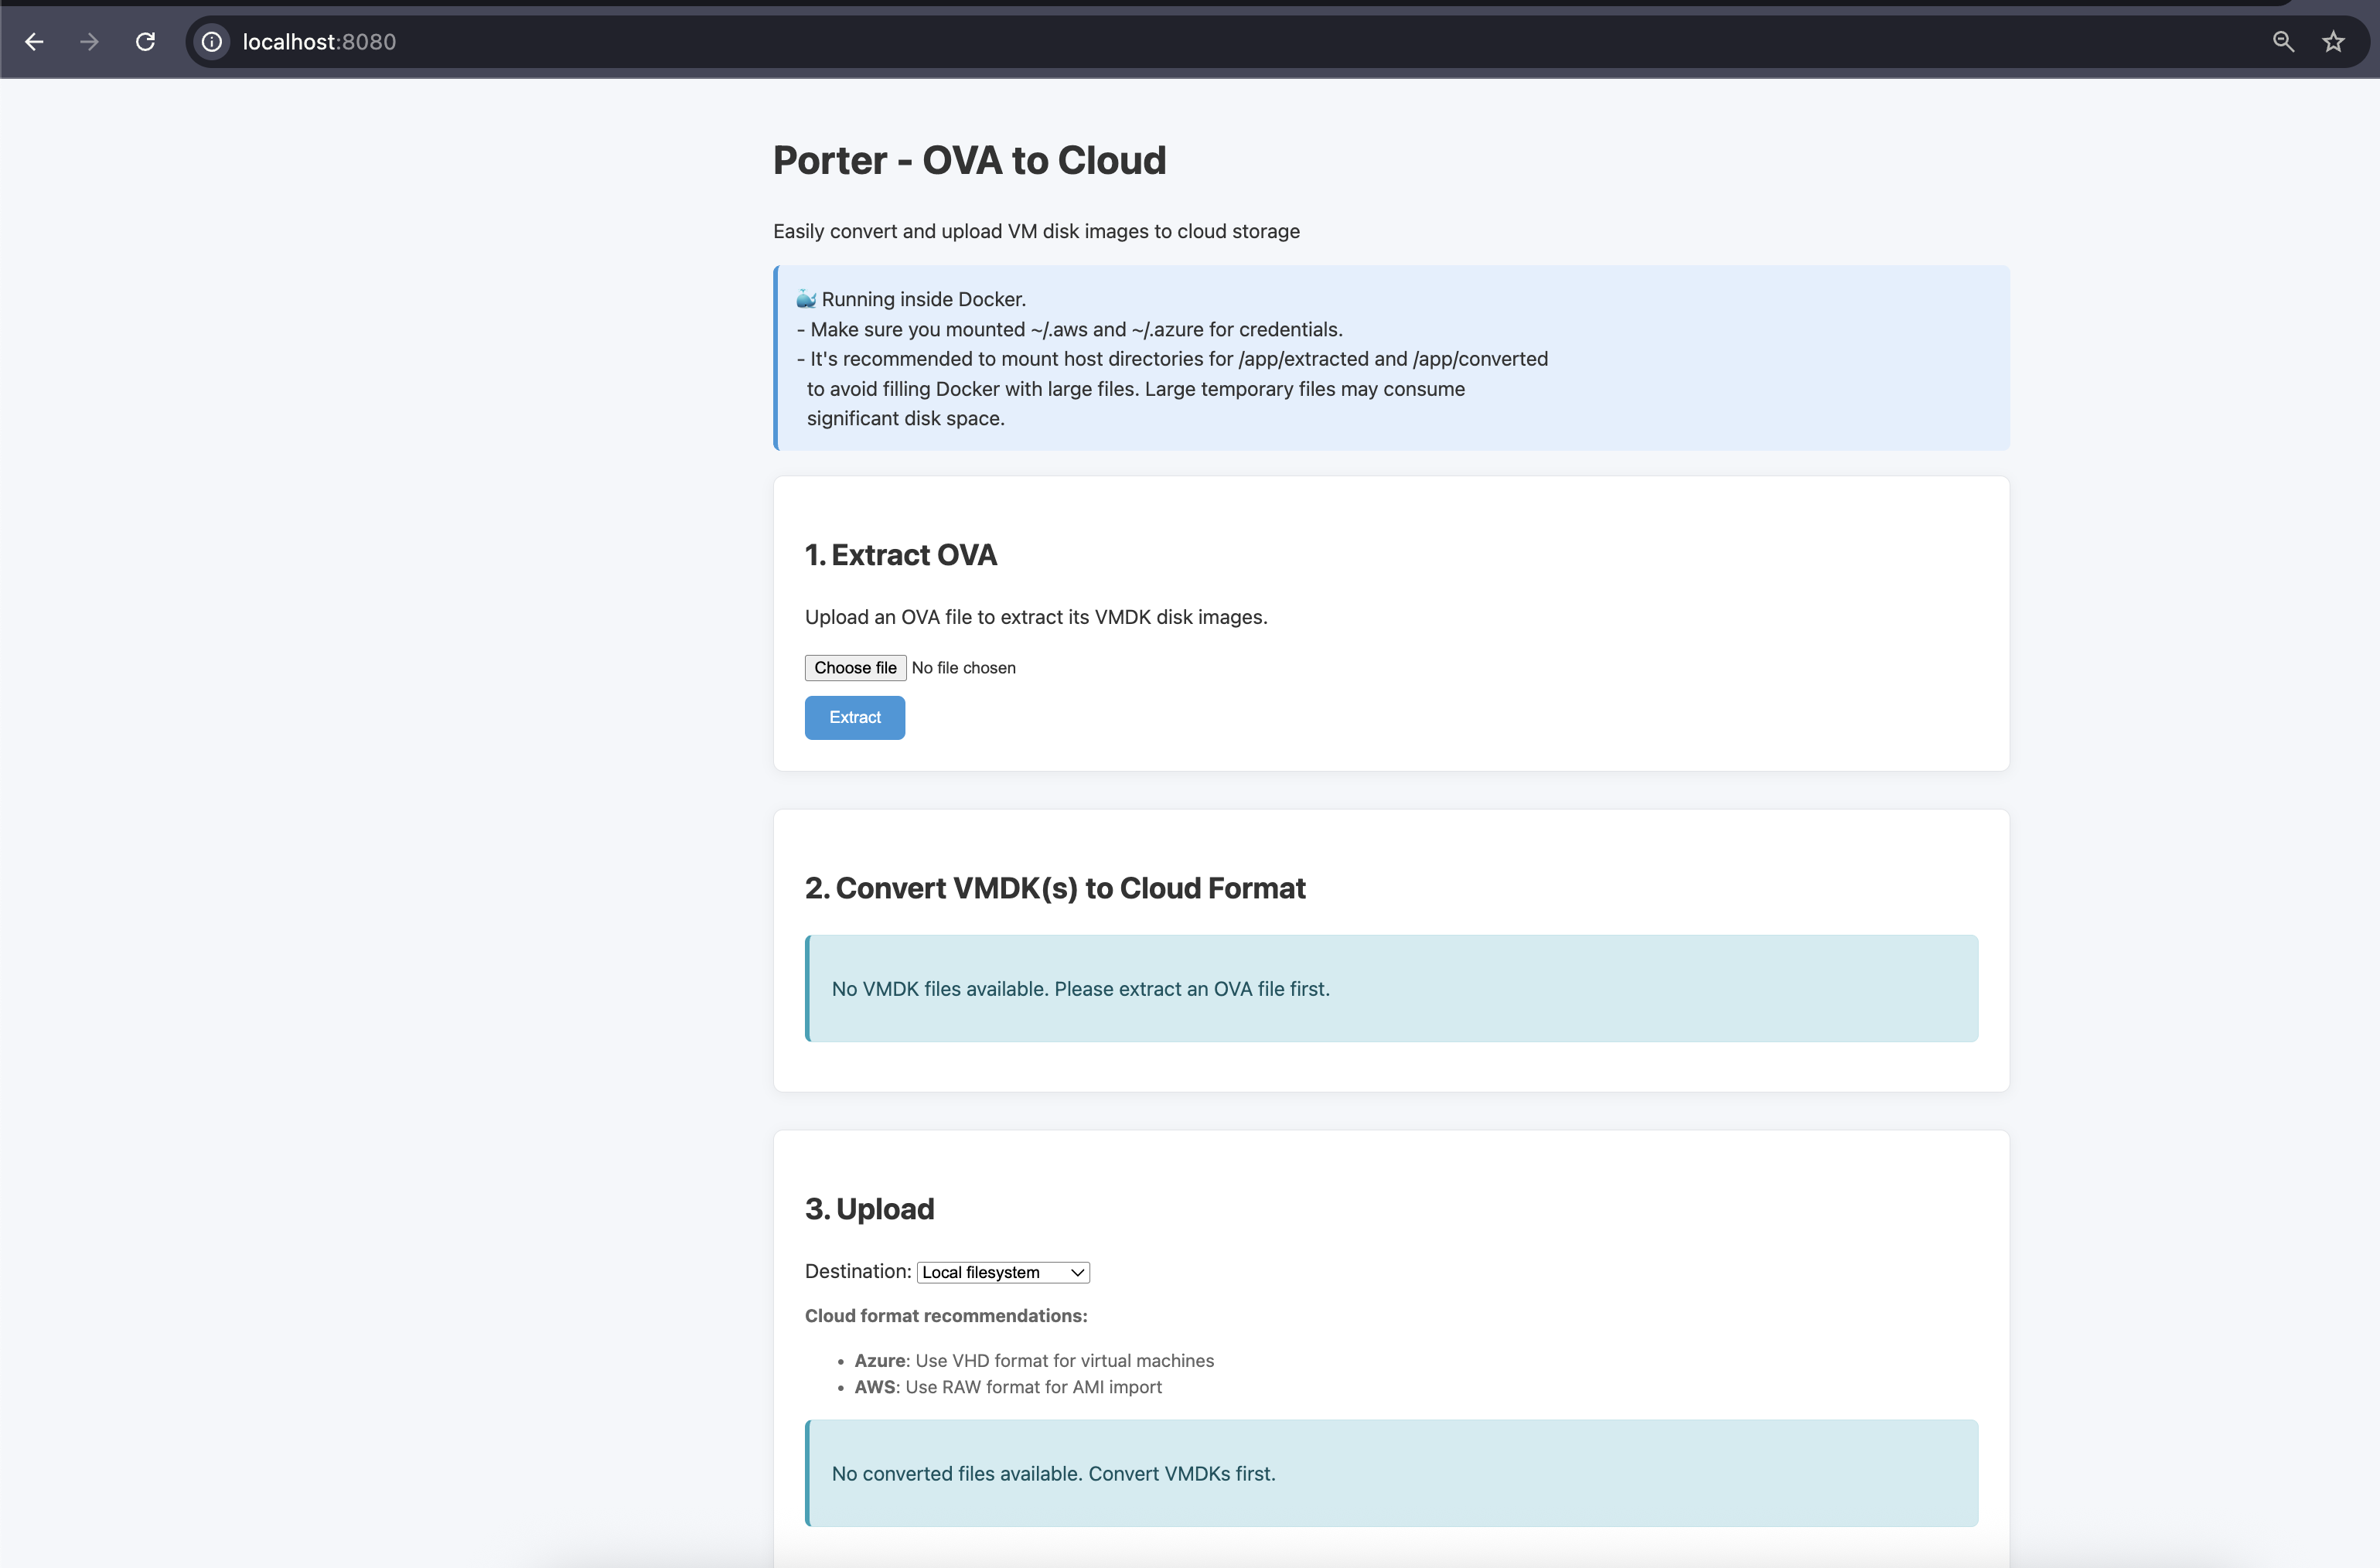 localhost:8080
Porter - OVA to Cloud
Easily convert and upload VM disk images to cloud storage
🐳 Running inside Docker.
- Make sure you mounted ~/.aws and ~/.azure for credentials.
- It's recommended to mount host directories for /app/extracted and /app/converted
to avoid filling Docker with large files. Large temporary files may consume
significant disk space.
1. Extract OVA
Upload an OVA file to extract its VMDK disk images.
Choose file No file chosen
Extract
2. Convert VMDK(s) to Cloud Format
No VMDK files available. Please extract an OVA file first.
3. Upload
Destination: Local filesystem
Cloud format recommendations:
• Azure: Use VHD format for virtual machines
• AWS: Use RAW format for AMI import
No converted files available. Convert VMDKs first.